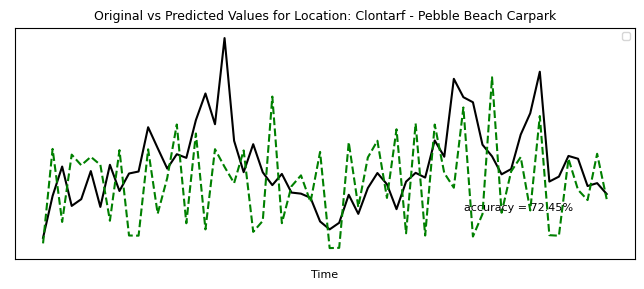 Original vs Predicted Values for Location: Clontarf - Pebble Beach Carpark
accuracy = 72.45%
Time